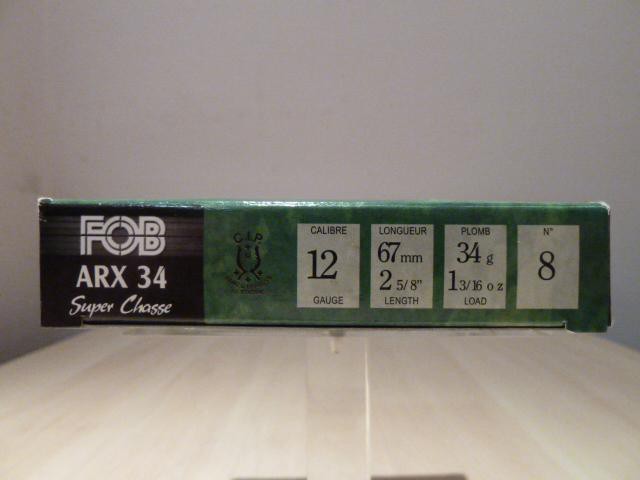 FOB
ARX 34
Super Chasse
C.I.P.
CALIBRE
12
GAUGE
LONGUEUR
67 mm
2 5/8"
LENGTH
PLOMB
34 g
1 3/16 oz
LOAD
N°
8